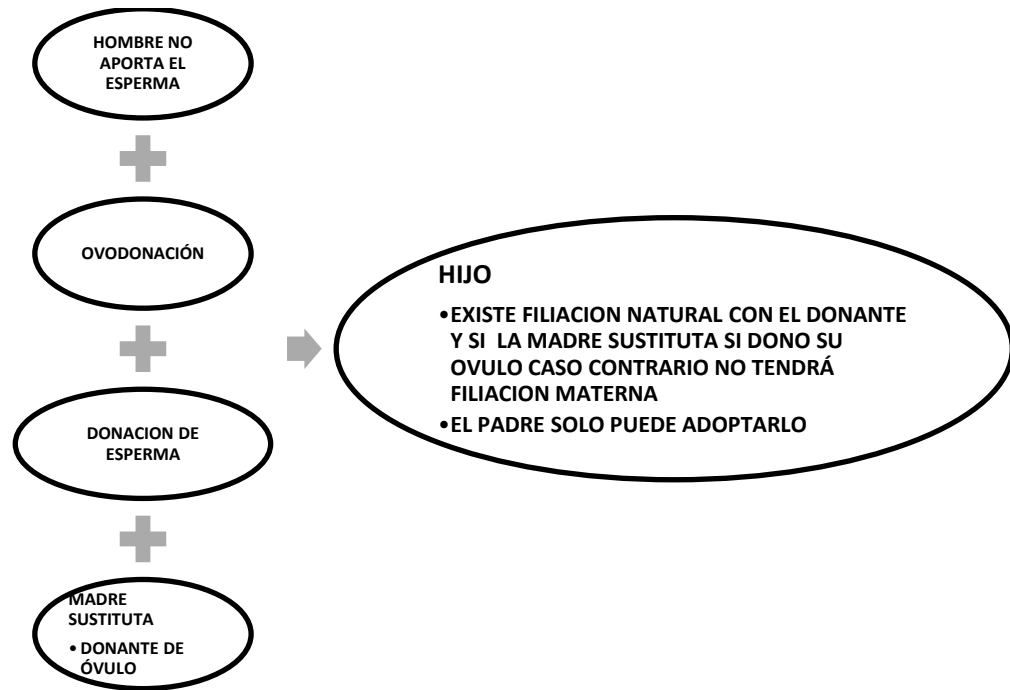 HOMBRE NO
APORTA EL
ESPERMA
OVODONACIÓN
DONACION DE
ESPERMA
MADRE
SUSTITUTA
• DONANTE DE
ÓVULO
HIJO
•EXISTE FILIACION NATURAL CON EL DONANTE
Y SI LA MADRE SUSTITUTA SI DONO SU
OVULO CASO CONTRARIO NO TENDRÁ
FILIACION MATERNA
•EL PADRE SOLO PUEDE ADOPTARLO